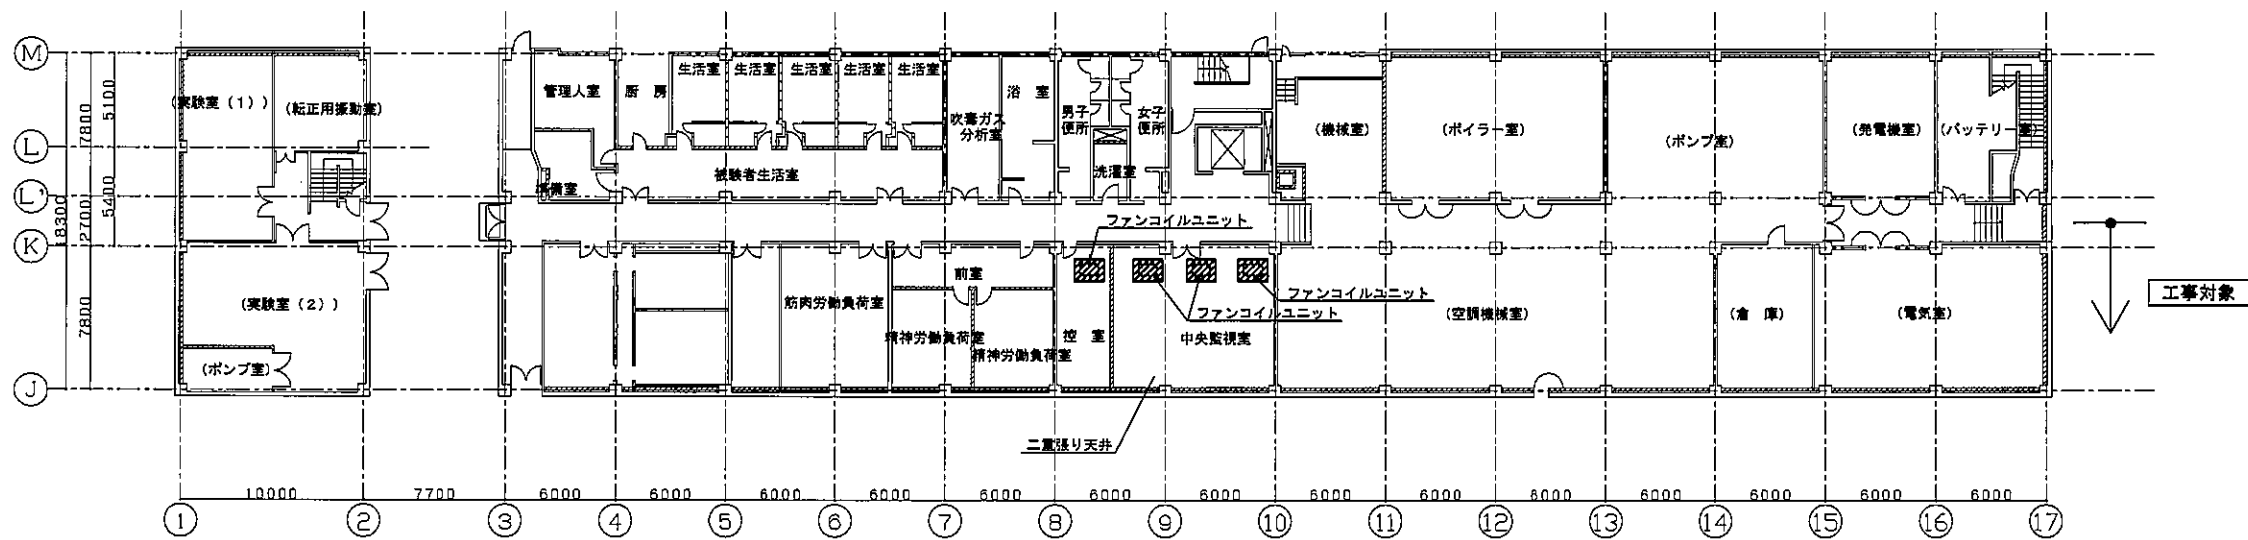 M
L
L'
K
J
18300
7800
2700
7800
5100
5400
(実験室(1))
(転正用振動室)
管理人室
厨 房
生活室
生活室
生活室
生活室
生活室
吹毒ガス
分析室
浴 室
男子
便所
女子
便所
洗濯室
(機械室)
(ボイラー室)
(ポンプ室)
(発電機室)
(バッテリー室)
準備室
被験者生活室
ファンコイルユニット
(実験室(2))
(ポンプ室)
筋肉労働負荷室
前室
精神労働負荷室
精神労働負荷室
控 室
ファンコイルユニット
ファンコイルユニット
中央監視室
(空調機械室)
(倉 庫)
(電気室)
工事対象
二重張り天井
10000
7700
6000
6000
6000
6000
6000
6000
6000
6000
6000
6000
6000
6000
6000
6000
1
2
3
4
5
6
7
8
9
10
11
12
13
14
15
16
17